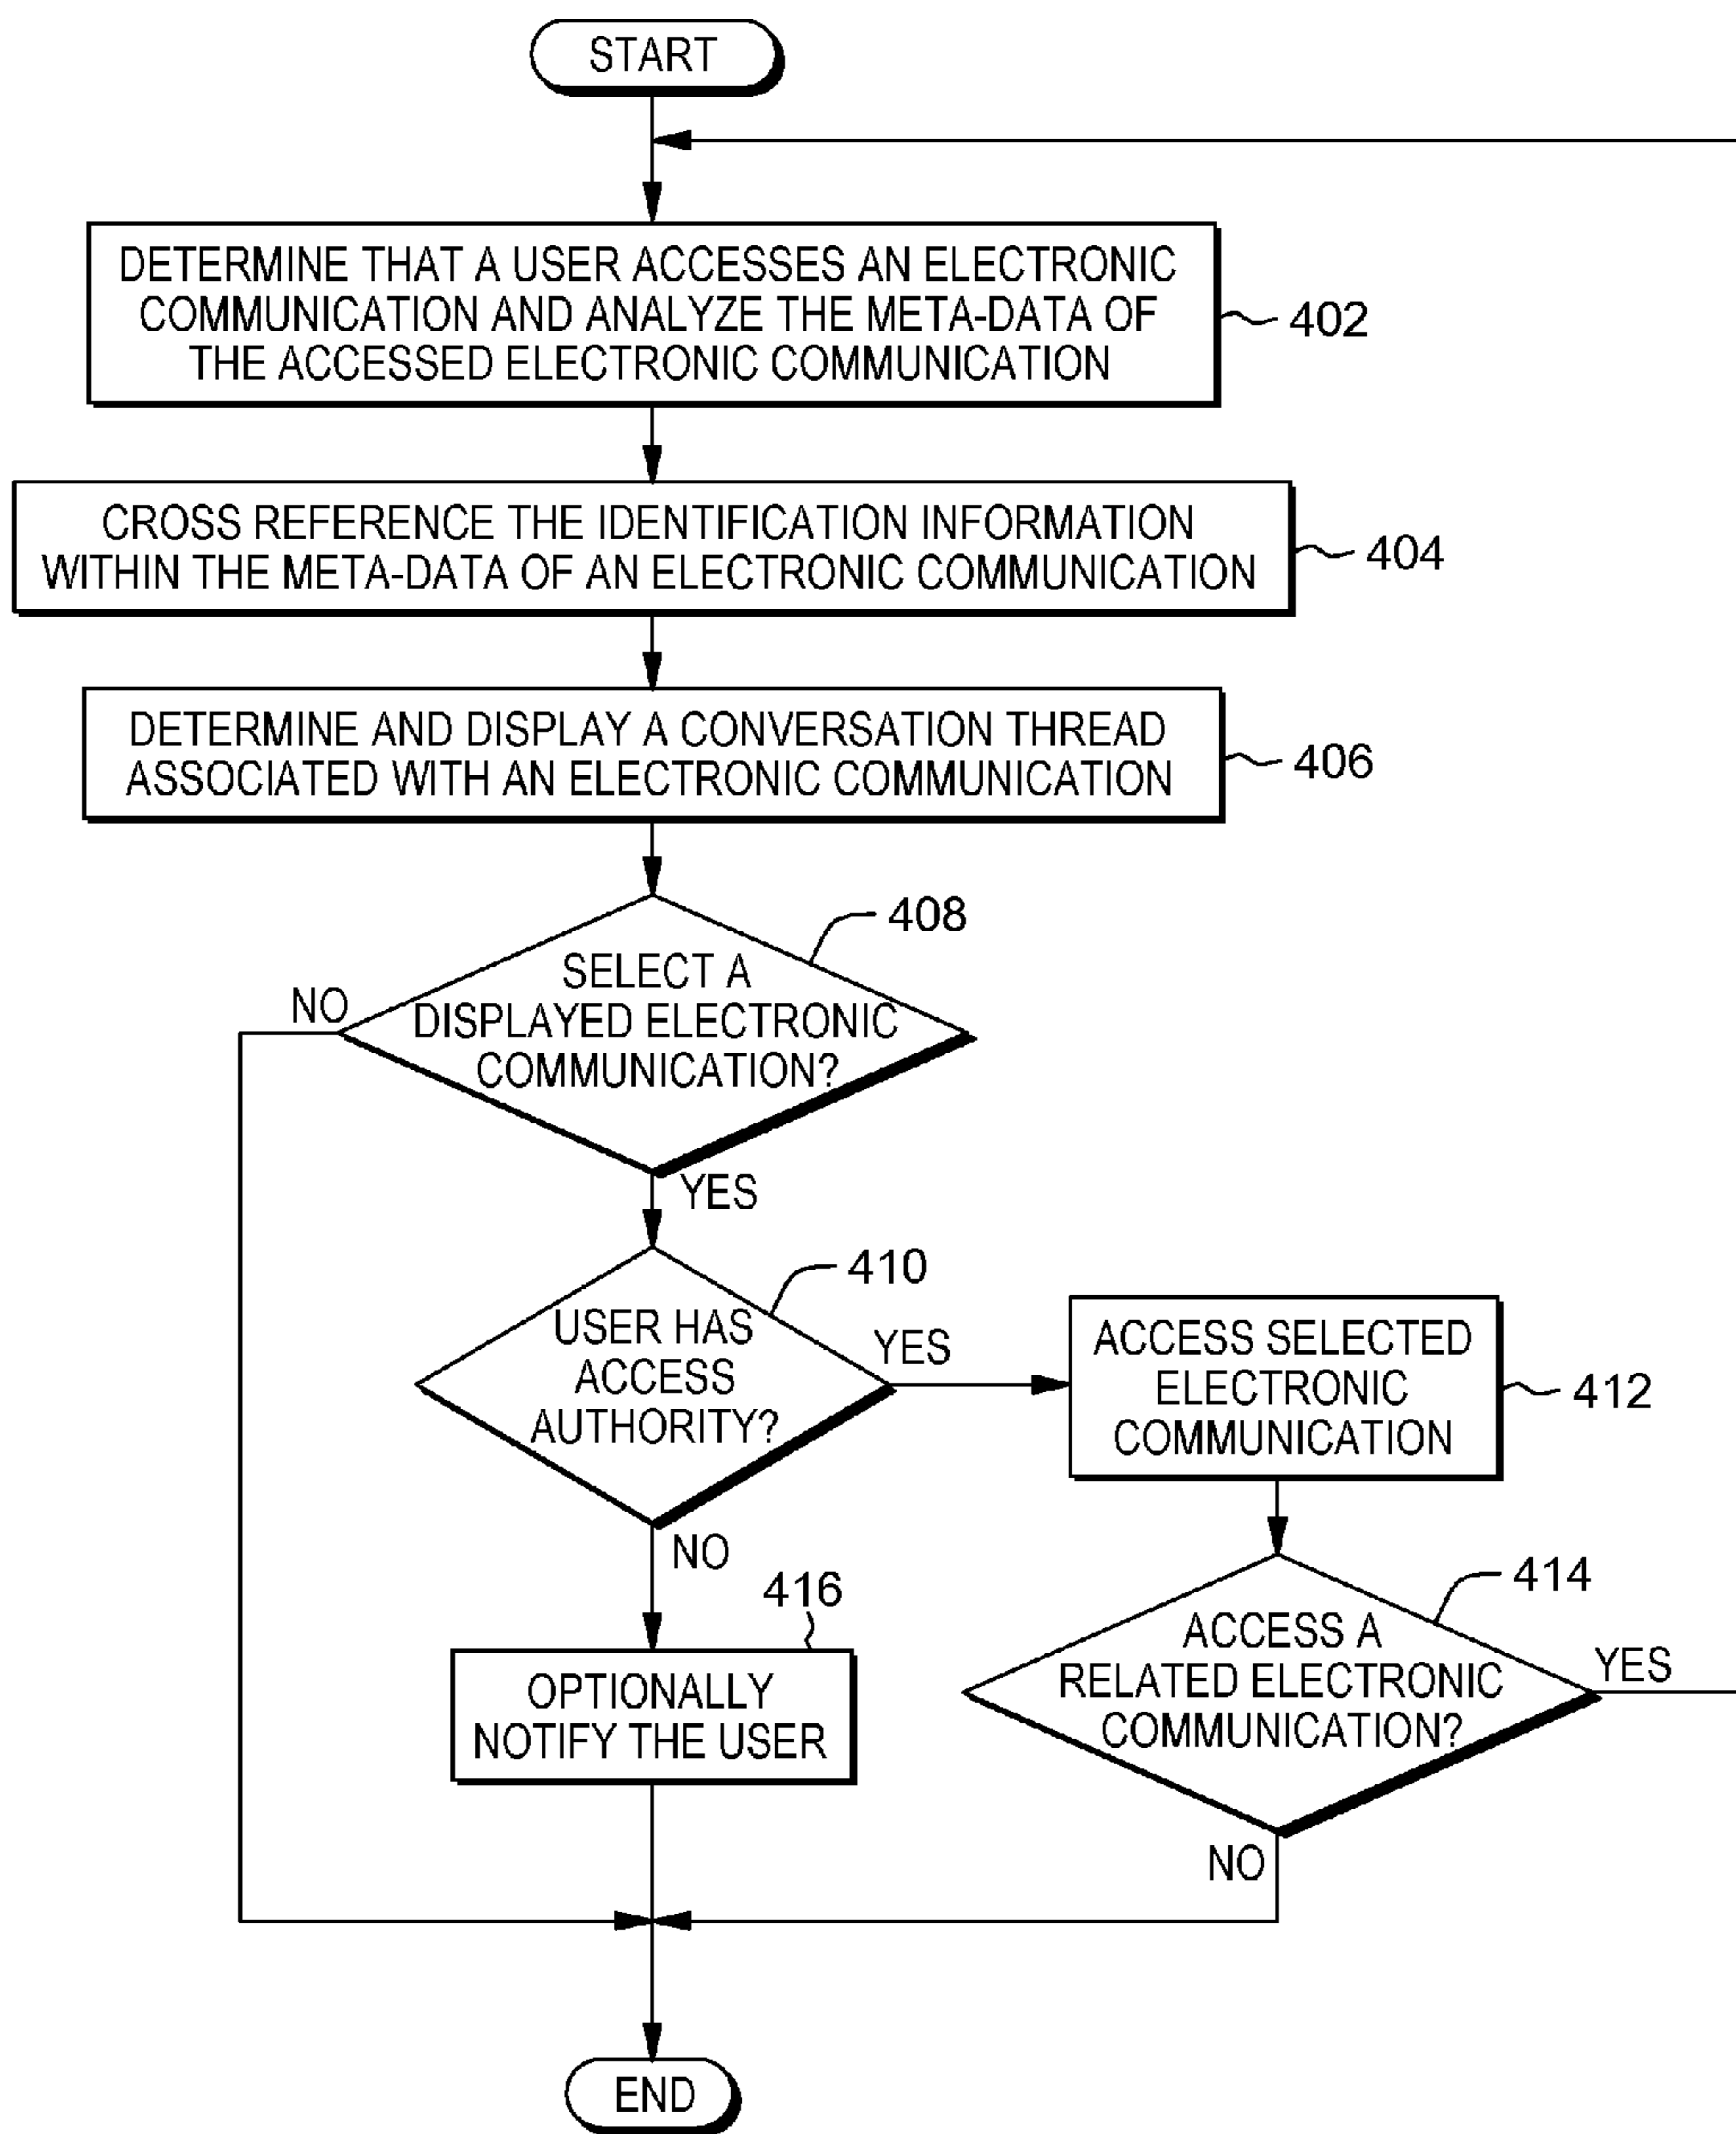 START
DETERMINE THAT A USER ACCESSES AN ELECTRONIC
COMMUNICATION AND ANALYZE THE META-DATA OF
THE ACCESSED ELECTRONIC COMMUNICATION
402
CROSS REFERENCE THE IDENTIFICATION INFORMATION
WITHIN THE META-DATA OF AN ELECTRONIC COMMUNICATION
404
DETERMINE AND DISPLAY A CONVERSATION THREAD
ASSOCIATED WITH AN ELECTRONIC COMMUNICATION
406
408
SELECT A
DISPLAYED ELECTRONIC
COMMUNICATION?
NO
YES
410
USER HAS
ACCESS
AUTHORITY?
YES
NO
ACCESS SELECTED
ELECTRONIC
COMMUNICATION
412
414
ACCESS A
RELATED ELECTRONIC
COMMUNICATION?
YES
NO
416
OPTIONALLY
NOTIFY THE USER
END